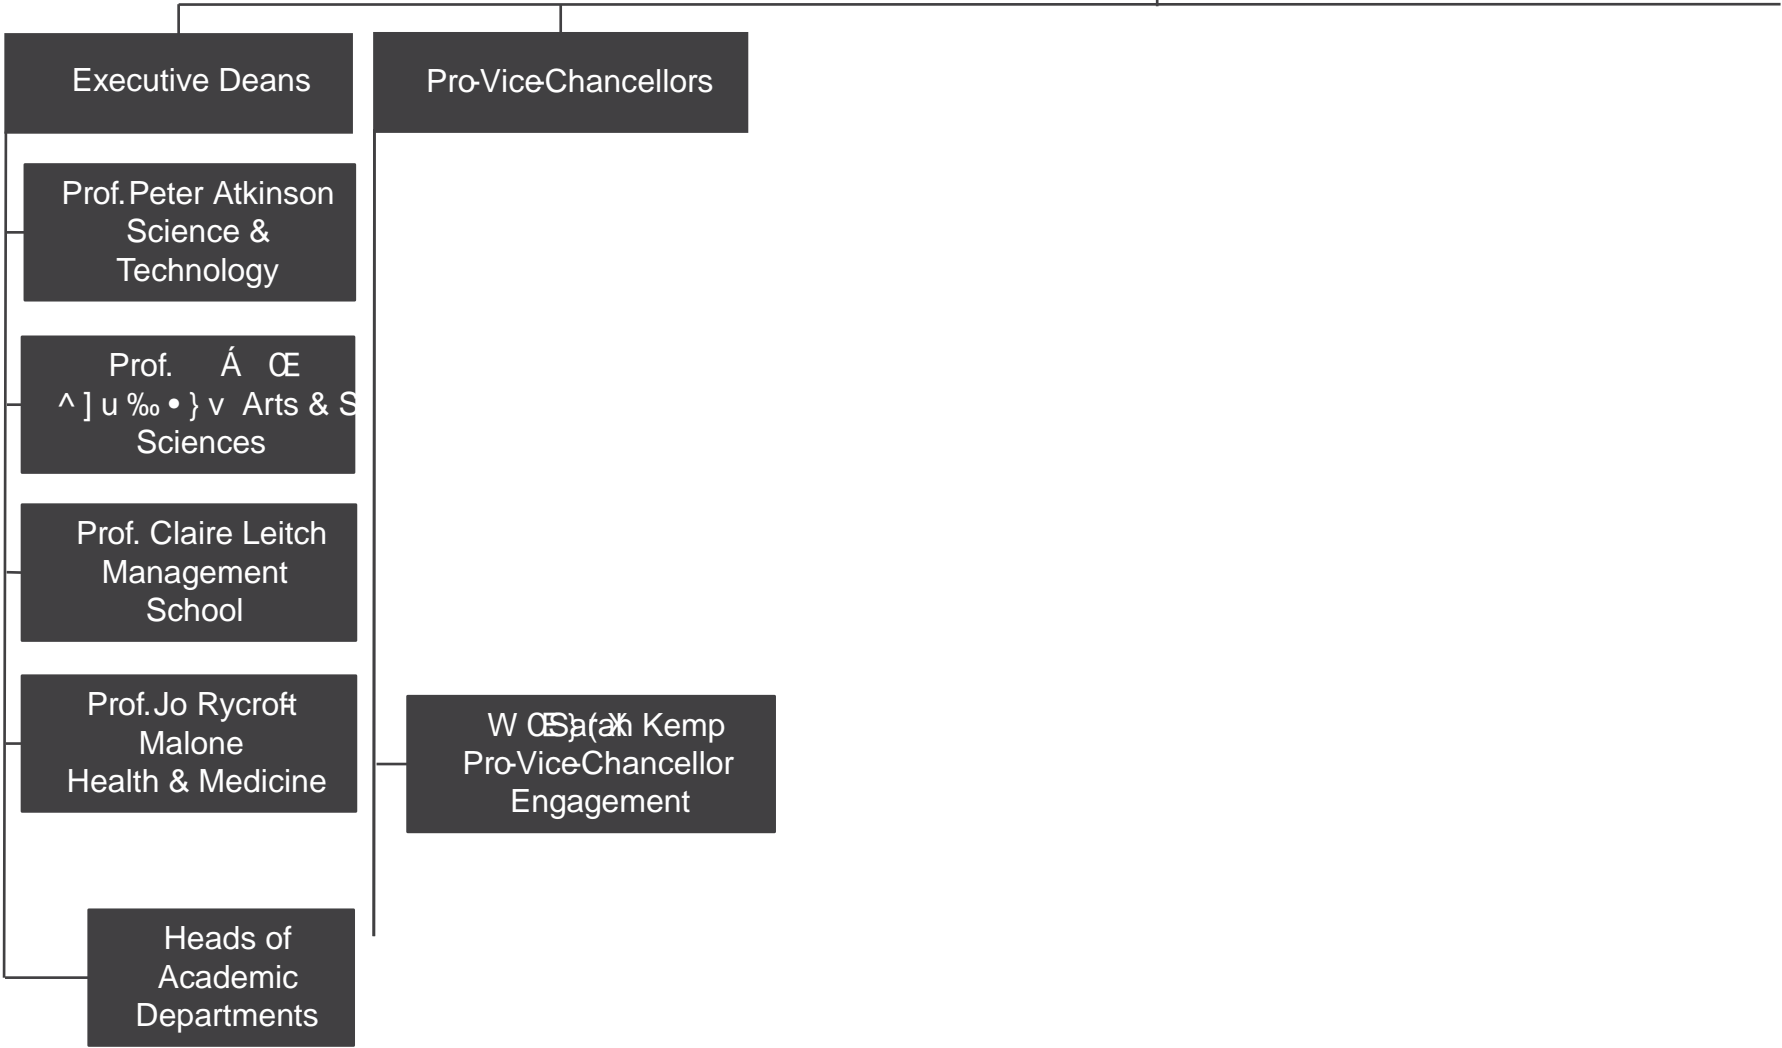 Executive Deans
Pro-Vice-Chancellors
Prof. Peter Atkinson
Science &
Technology
Prof. Á Œ
^ ] u ‰ • } v Arts & S
Sciences
Prof. Claire Leitch
Management
School
Prof. Jo Rycroft-
Malone
Health & Medicine
Sarah Kemp
Pro-Vice-Chancellor
Engagement
Heads of
Academic
Departments